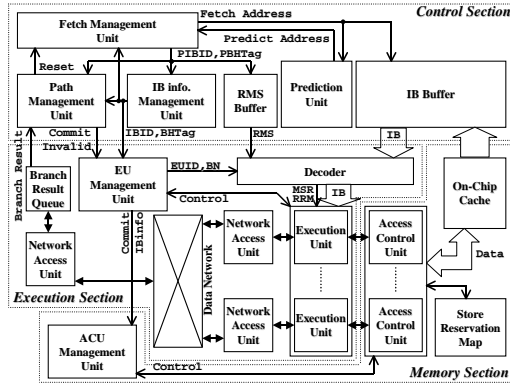 Fetch Address
Control Section
Fetch Management
Unit
Predict Address
PIBID,PBHTag
Reset
Path
Management
Unit
IB info.
Management
Unit
RMS
Buffer
Prediction
Unit
IB Buffer
Commit
Invalid
IBID,BHTag
RMS
IB
Branch Result
Branch
Result
Queue
EU
Management
Unit
EUID,BN
Decoder
Control
MSR
RRM
IB
On-Chip
Cache
Commit
IBinfo
Network
Access
Unit
Data Network
Network
Access
Unit
Execution
Unit
Access
Control
Unit
Data
Execution Section
Network
Access
Unit
Execution
Unit
Access
Control
Unit
Store
Reservation
Map
ACU
Management
Unit
Control
Memory Section